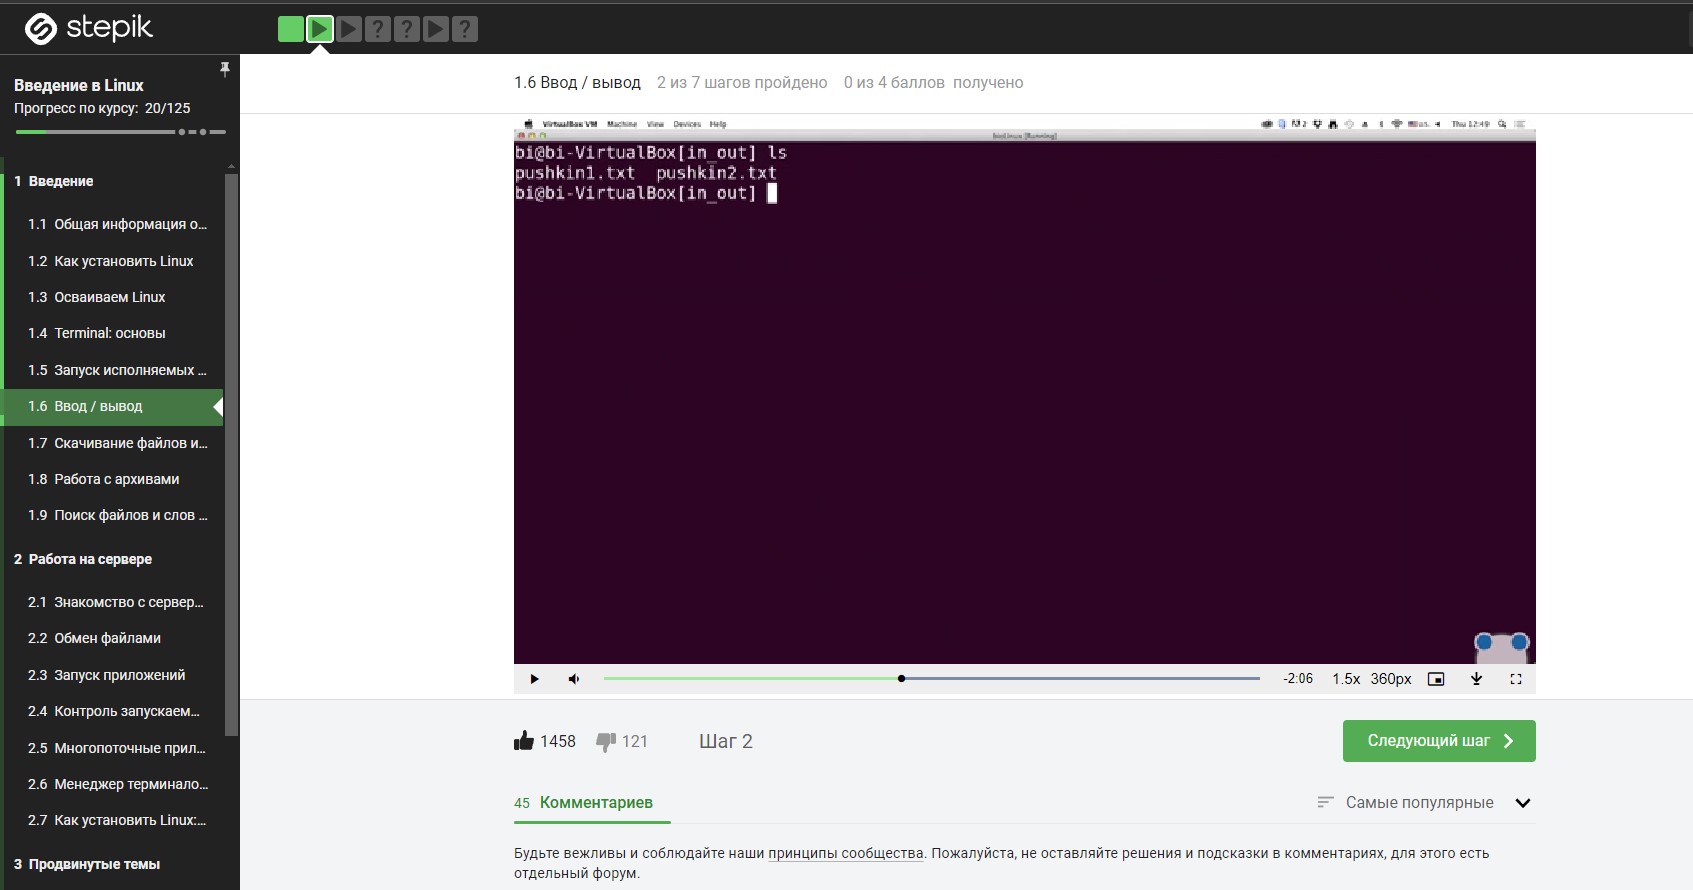 stepik
? ? ?
Введение в Linux
Прогресс по курсу: 20/125
1 Введение
1.1 Общая информация о...
1.2 Как установить Linux
1.3 Осваиваем Linux
1.4 Terminal: основы
1.5 Запуск исполняемых ...
1.6 Ввод / вывод
1.7 Скачивание файлов и...
1.8 Работа с архивами
1.9 Поиск файлов и слов ...
2 Работа на сервере
2.1 Знакомство с сервер...
2.2 Обмен файлами
2.3 Запуск приложений
2.4 Контроль запускаем...
2.5 Многопоточные прил...
2.6 Менеджер терминало...
2.7 Как установить Linux:...
3 Продвинутые темы
1.6 Ввод / вывод 2 из 7 шагов пройдено 0 из 4 баллов получено
VirtualBox VM Machine View Devices Help
Thu 12:49
bi@bi-VirtualBox[in_out] ls
pushkin1.txt pushkin2.txt
bi@bi-VirtualBox[in_out]
-2:06 1.5x 360px
1458 121 Шаг 2
Следующий шаг
45 Комментариев
Самые популярные
Будьте вежливы и соблюдайте наши принципы сообщества. Пожалуйста, не оставляйте решения и подсказки в комментариях, для этого есть
отдельный форум.